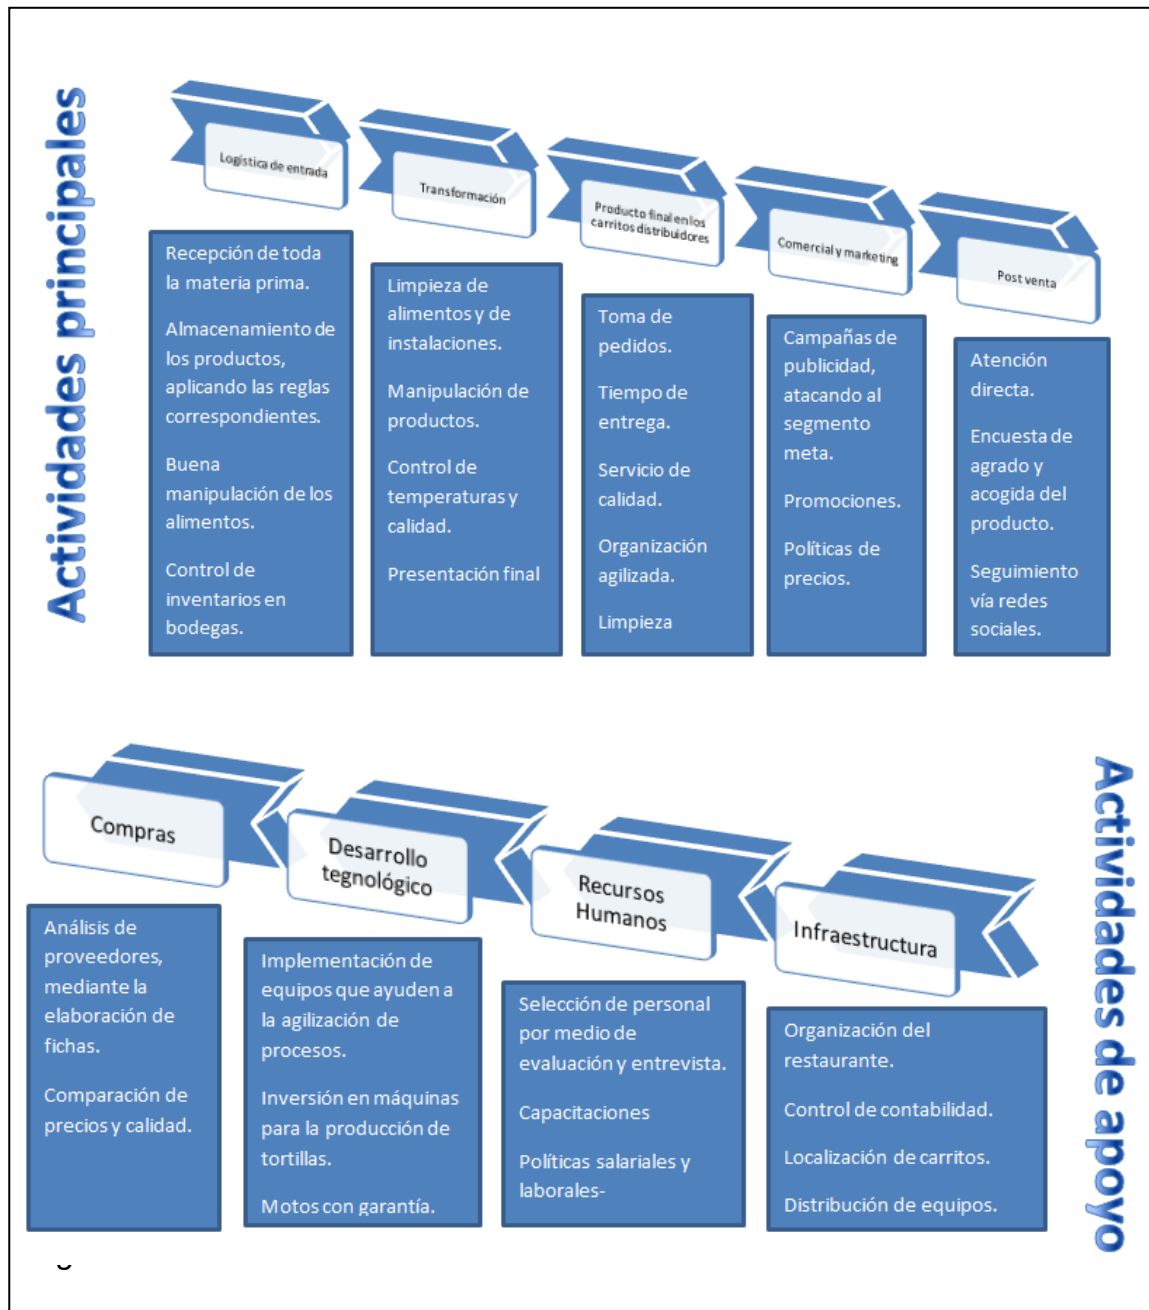 Actividades principales
Logística de entrada
Transformación
Producto final en los
carritos distribuidores
Comercial y marketing
Post venta
Recepción de toda
la materia prima.
Almacenamiento de
los productos,
aplicando las reglas
correspondientes.
Buena
manipulación de los
alimentos.
Control de
inventarios en
bodegas.
Limpieza de
alimentos y de
instalaciones.
Manipulación de
productos.
Control de
temperaturas y
calidad.
Presentación final
Toma de
pedidos.
Tiempo de
entrega.
Servicio de
calidad.
Organización
agilizada.
Limpieza
Campañas de
publicidad,
atacando al
segmento
meta.
Promociones.
Políticas de
precios.
Atención
directa.
Encuesta de
agrado y
acogida del
producto.
Seguimiento
vía redes
sociales.
Actividades de apoyo
Compras
Desarrollo
tegnológico
Recursos
Humanos
Infraestructura
Análisis de
proveedores,
mediante la
elaboración de
fichas.
Comparación de
precios y calidad.
Implementación de
equipos que ayuden a
la agilización de
procesos.
Inversión en máquinas
para la producción de
tortillas.
Motos con garantía.
Selección de personal
por medio de
evaluación y entrevista.
Capacitaciones
Políticas salariales y
laborales-
Organización del
restaurante.
Control de contabilidad.
Localización de carritos.
Distribución de equipos.